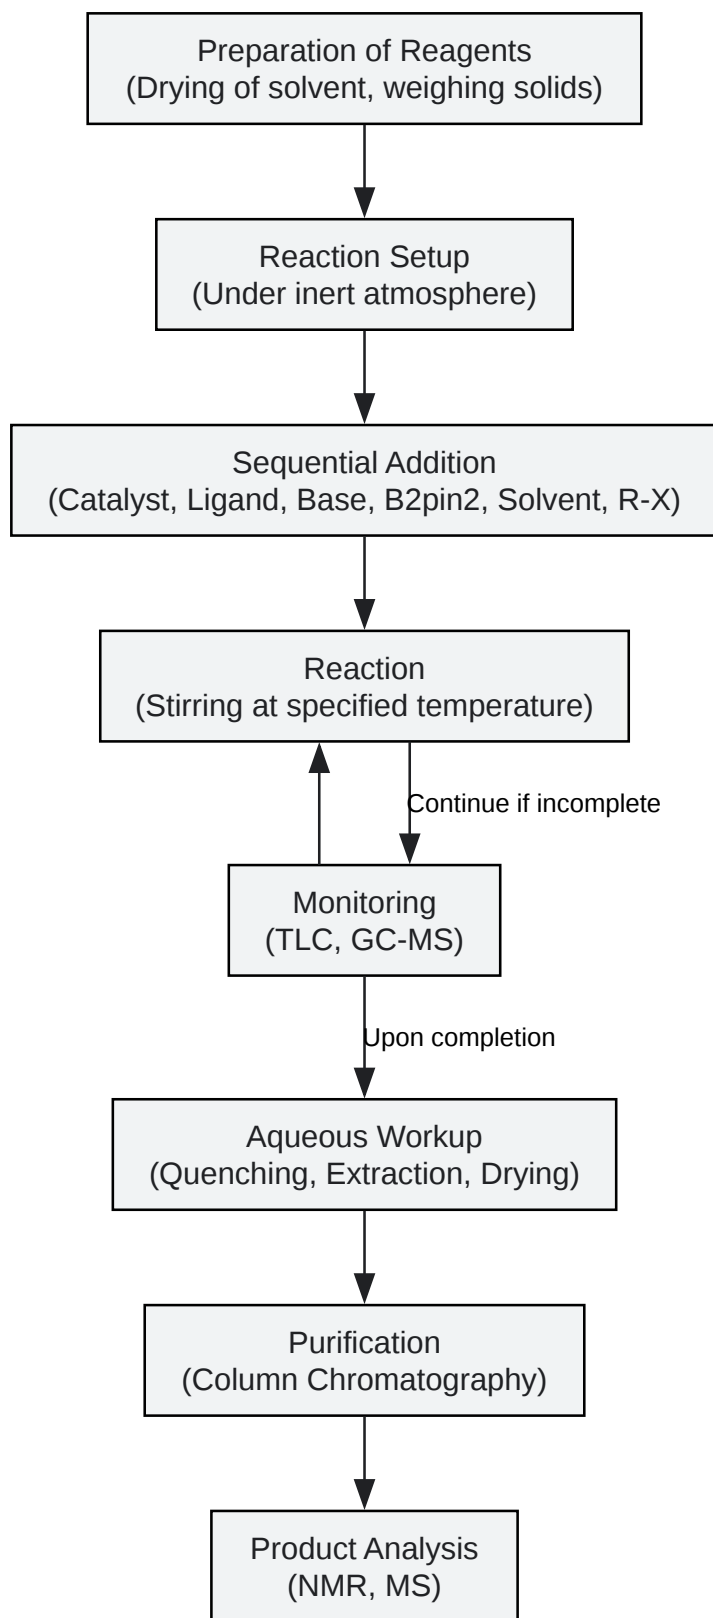 Preparation of Reagents
(Drying of solvent, weighing solids)
Reaction Setup
(Under inert atmosphere)
Sequential Addition
(Catalyst, Ligand, Base, B2pin2, Solvent, R-X)
Reaction
(Stirring at specified temperature)
Continue if incomplete
Monitoring
(TLC, GC-MS)
Upon completion
Aqueous Workup
(Quenching, Extraction, Drying)
Purification
(Column Chromatography)
Product Analysis
(NMR, MS)